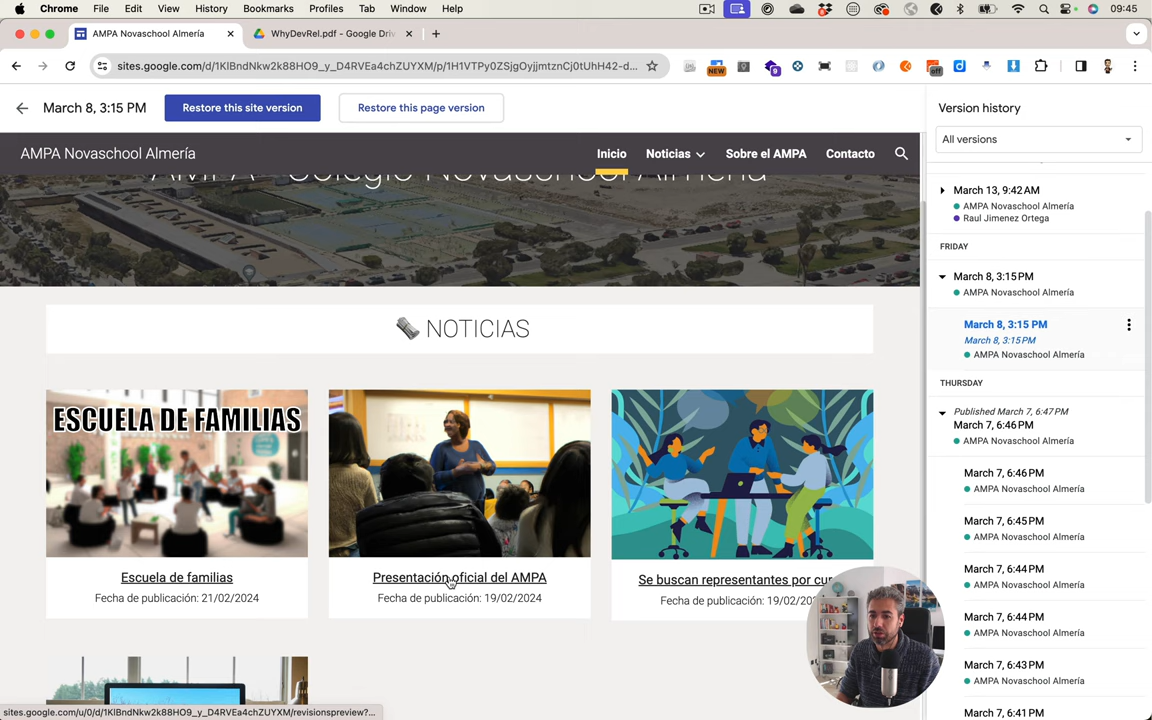 Chrome File Edit View History Bookmarks Profiles Tab Window Help 09:45
AMPA Novaschool Almería
WhyDevRel.pdf - Google Driv
sites.google.com/d/1KlBndNkw2k88HO9_y_D4RVEa4chZUYXM/p/1H1VTPy0ZSjgOyjjmtznCj0tUhH42-d...
NEW
9
off
March 8, 3:15 PM
Restore this site version
Restore this page version
Version history
All versions
AMPA Novaschool Almería
Inicio
Noticias
Sobre el AMPA
Contacto
AMPA - Colegio Novaschool Almería
NOTICIAS
ESCUELA DE FAMILIAS
Escuela de familias
Fecha de publicación: 21/02/2024
Presentación oficial del AMPA
Fecha de publicación: 19/02/2024
Se buscan representantes por cur
Fecha de publicación: 19/02/202
March 13, 9:42 AM
AMPA Novaschool Almería
Raul Jimenez Ortega
FRIDAY
March 8, 3:15 PM
AMPA Novaschool Almería
March 8, 3:15 PM
March 8, 3:15 PM
AMPA Novaschool Almería
THURSDAY
Published March 7, 6:47 PM
March 7, 6:46 PM
AMPA Novaschool Almería
March 7, 6:46 PM
AMPA Novaschool Almería
March 7, 6:45 PM
AMPA Novaschool Almería
March 7, 6:44 PM
AMPA Novaschool Almería
March 7, 6:44 PM
AMPA Novaschool Almería
March 7, 6:43 PM
AMPA Novaschool Almería
March 7, 6:41 PM
sites.google.com/u/0/d/1KlBndNkw2k88HO9_y_D4RVEa4chZUYXM/revisionspreview?...